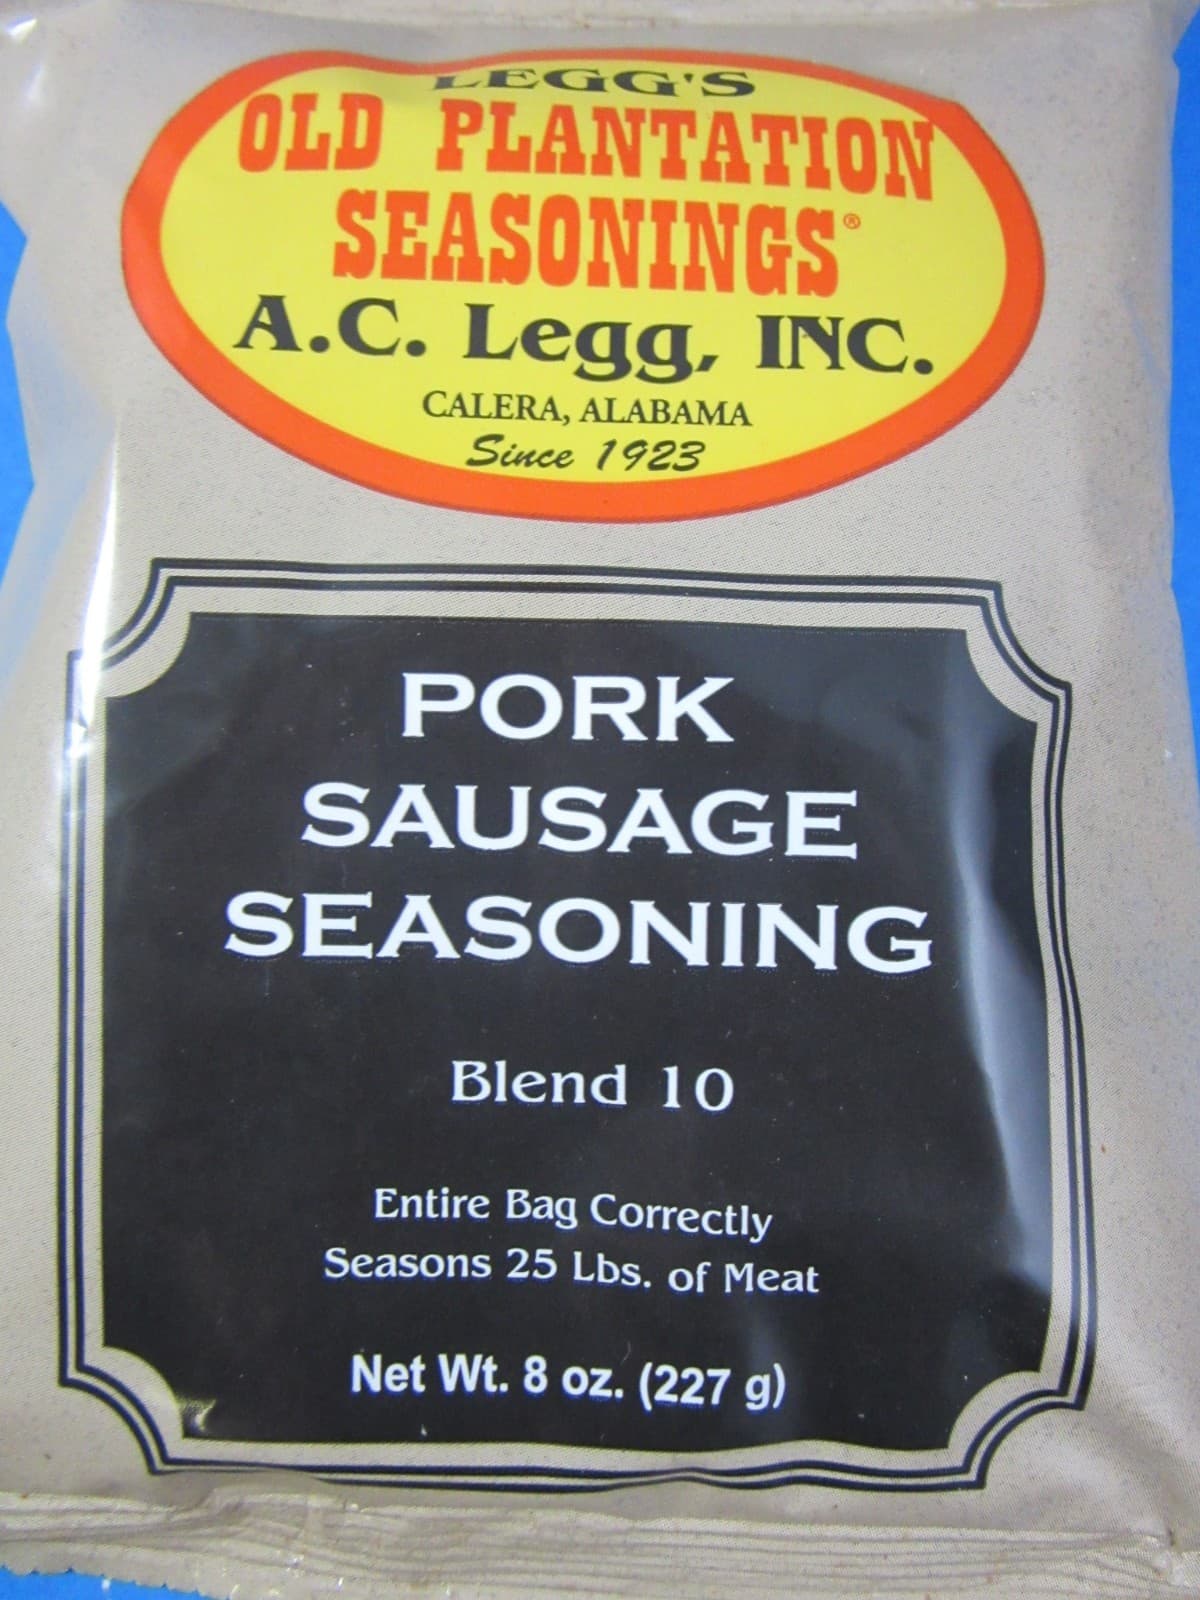 LEGG'S
OLD PLANTATION
SEASONINGS®
A.C. Legg, INC.
CALERA, ALABAMA
Since 1923
PORK
SAUSAGE
SEASONING
Blend 10
Entire Bag Correctly
Seasons 25 Lbs. of Meat
Net Wt. 8 oz. (227 g)